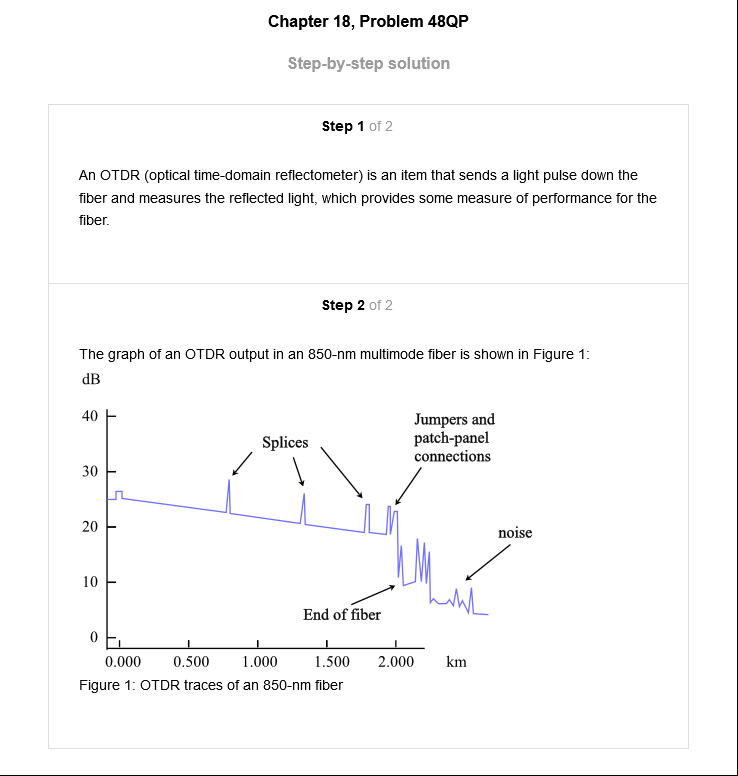 Chapter 18, Problem 48QP
Step-by-step solution
Step 1 of 2
An OTDR (optical time-domain reflectometer) is an item that sends a light pulse down the
fiber and measures the reflected light, which provides some measure of performance for the
fiber.
Step 2 of 2
The graph of an OTDR output in an 850-nm multimode fiber is shown in Figure 1:
dB
40
Jumpers and
patch-panel
connections
Splices
30
20
noise
10
End of fiber
0
0.000 0.500 1.000 1.500 2.000 km
Figure 1: OTDR traces of an 850-nm fiber